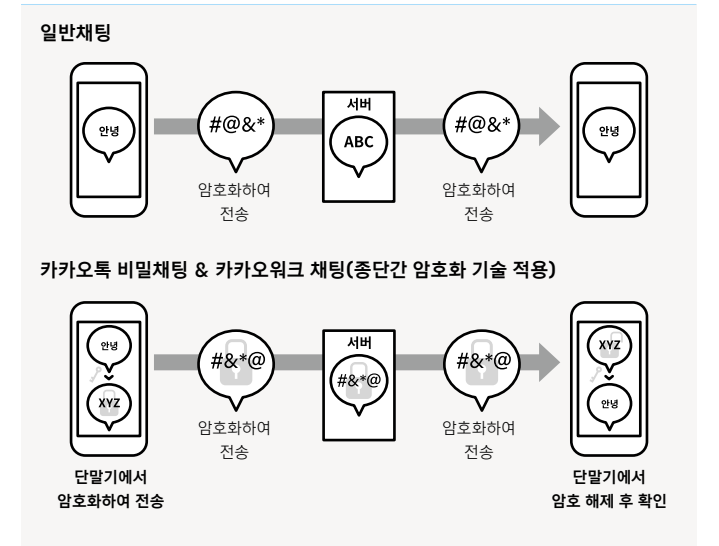 일반채팅
안녕
#@&*
서버
ABC
#@&*
안녕
암호화하여
전송
암호화하여
전송
카카오톡 비밀채팅 & 카카오워크 채팅(종단간 암호화 기술 적용)
안녕
XYZ
#&*@
서버
#&*@
#&*@
XYZ
안녕
암호화하여
전송
암호화하여
전송
단말기에서
암호화하여 전송
단말기에서
암호 해제 후 확인